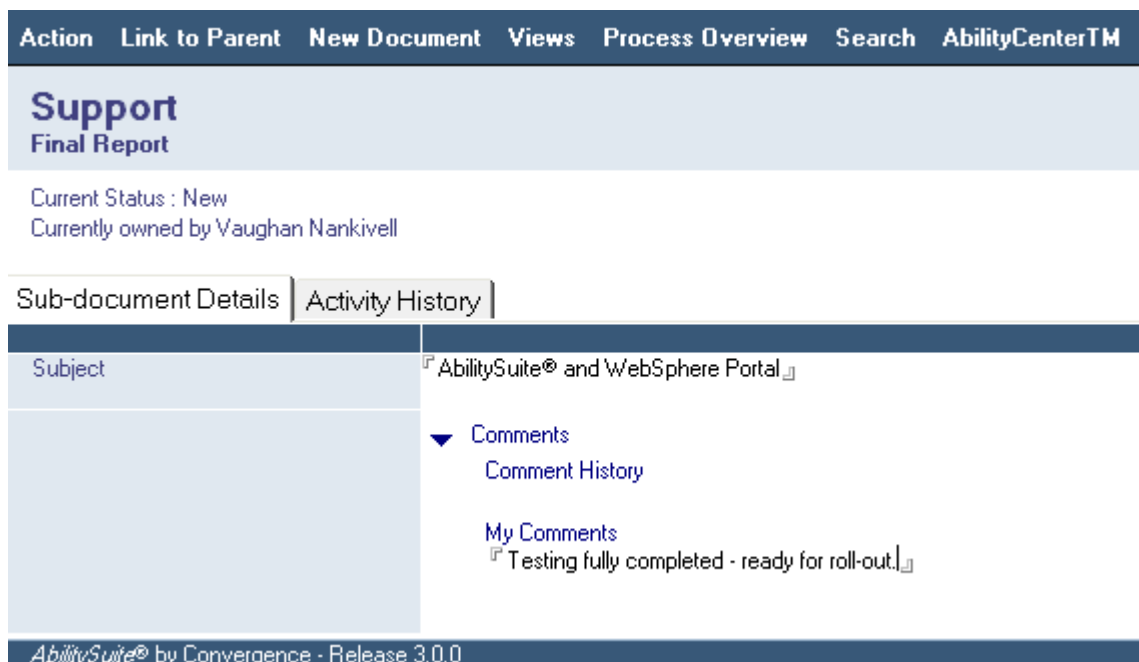 Action Link to Parent New Document Views Process Overview Search AbilityCenterTM
Support
Final Report
Current Status : New
Currently owned by Vaughan Nankivell
Sub-document Details Activity History
Subject AbilitySuite® and WebSphere Portal
Comments
Comment History
My Comments
Testing fully completed - ready for roll-out.
AbilitySuite® by Convergence - Release 3.0.0